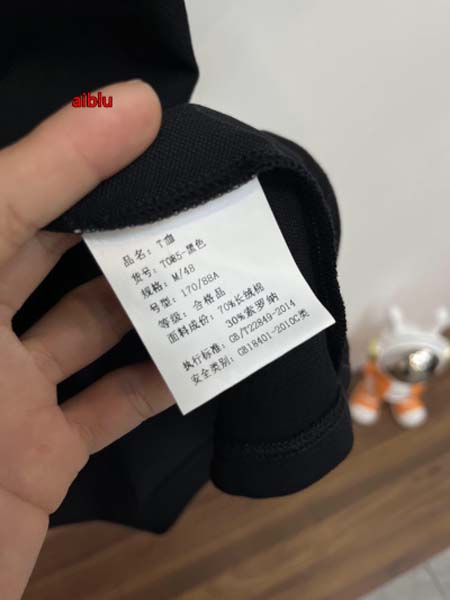 aiblu
品名: T恤
货号: 7085-黑色
规格: M/48
号型: 170/88A
等级: 合格品
面料成份: 70%长绒棉
30%索罗纳
执行标准: GB/T22849-2014
安全类别: GB18401-2010C类